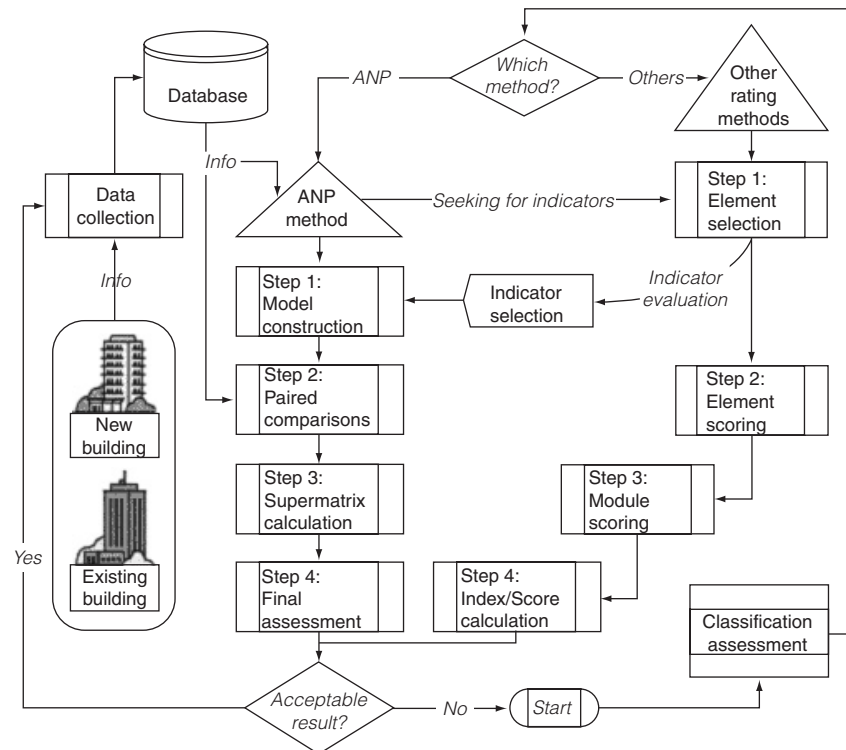 Which
method?
ANP
Others
Other
rating
methods
Database
Info
Data
collection
ANP
method
Seeking for indicators
Step 1:
Element
selection
Info
Step 1:
Model
construction
Indicator
selection
Indicator
evaluation
Step 2:
Paired
comparisons
Step 2:
Element
scoring
New
building
Step 3:
Supermatrix
calculation
Step 3:
Module
scoring
Yes
Existing
building
Step 4:
Final
assessment
Step 4:
Index/Score
calculation
Classification
assessment
Acceptable
result?
No
Start